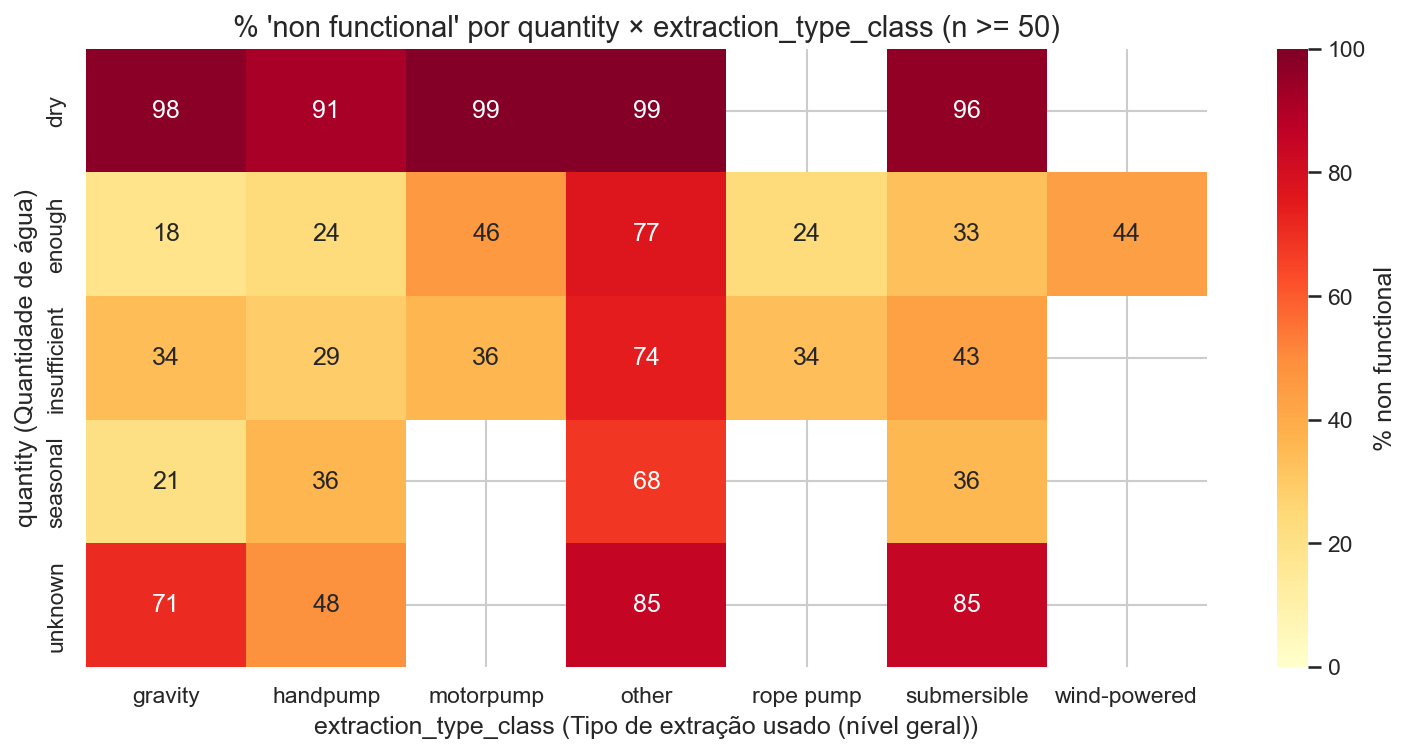 % 'non functional' por quantity × extraction_type_class (n >= 50)
quantity (Quantidade de água)
dry
98 91 99 99 96
enough
18 24 46 77 24 33 44
insufficient
34 29 36 74 34 43
seasonal
21 36 68 36
unknown
71 48 85 85
gravity handpump motorpump other rope pump submersible wind-powered
extraction_type_class (Tipo de extração usado (nível geral))
100
80
60
40
20
0
% non functional